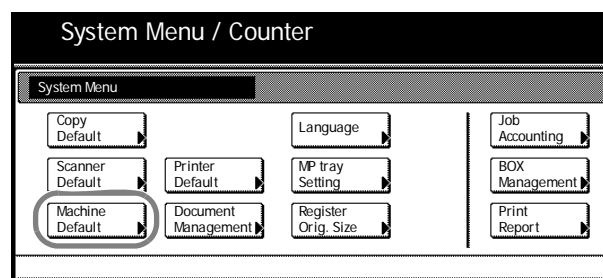 System Menu / Counter
System Menu
Copy
Default
Language
Job
Accounting
Scanner
Default
Printer
Default
MP tray
Setting
BOX
Management
Machine
Default
Document
Management
Register
Orig. Size
Print
Report